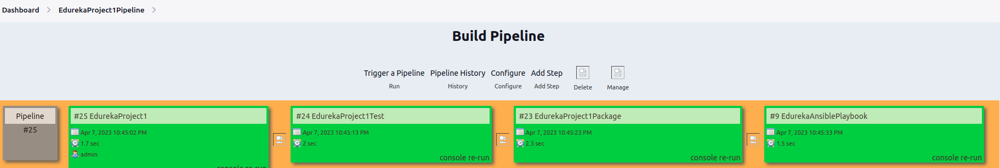 Dashboard
EdurekaProject1Pipeline
Build Pipeline
Trigger a Pipeline
Pipeline History
Configure
Add Step
Run
History
Configure
Add Step
Delete
Manage
Pipeline
#25
#25 EdurekaProject1
Apr 7, 2023 10:45:02 PM
1.7 sec
admin
console re-run
#24 EdurekaProject1Test
Apr 7, 2023 10:45:13 PM
2 sec
console re-run
#23 EdurekaProject1Package
Apr 7, 2023 10:45:23 PM
2.3 sec
console re-run
#9 EdurekaAnsiblePlaybook
Apr 7, 2023 10:45:33 PM
1.5 sec
console re-run